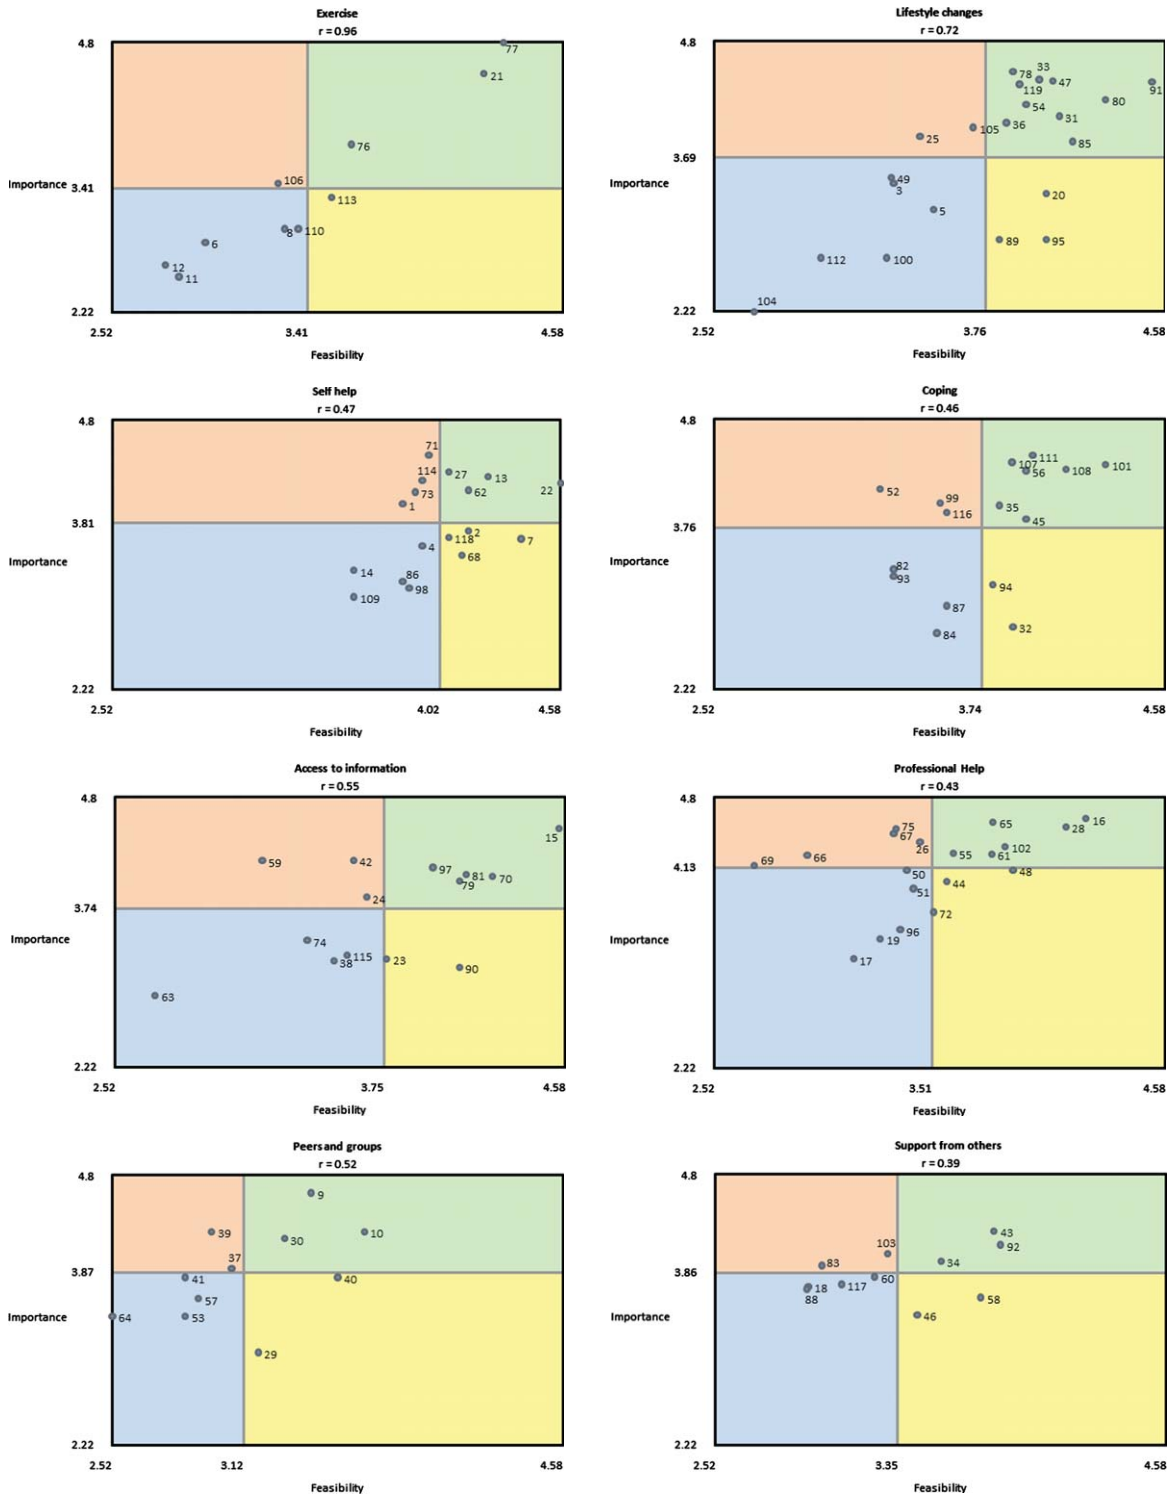 Exercise
r = 0.96
4.8
77
21
76
Importance
106
3.41
113
8 110
6
12
11
2.22
2.52 3.41 4.58
Feasibility
Lifestyle changes
r = 0.72
4.8
33
78 47
119 91
80
54
31
36
105
25 85
3.69
Importance
49
3
20
5
89 95
112 100
104
2.22
2.52 3.76 4.58
Feasibility
Self help
r = 0.47
4.8
71
114 27 13
22
73 62
1
3.81
2
118 7
4
68
Importance
14 86
98
109
2.22
2.52 4.02 4.58
Feasibility
Coping
r = 0.46
4.8
111
107 101
56 108
52
99
35
116
45
3.76
Importance
82
93
94
87
32
84
2.22
2.52 3.74 4.58
Feasibility
Access to information
r = 0.55
4.8
15
59 42
97
81 70
79
24
3.74
Importance
74
115
38 23
90
63
2.22
2.52 3.75 4.58
Feasibility
Professional Help
r = 0.43
4.8
16
65
75 28
67
26 102
55 61
66
69
4.13
50 48
44
51
72
96
Importance
19
17
2.22
2.52 3.51 4.58
Feasibility
Peers and groups
r = 0.52
4.8
9
39 10
30
37
3.87
41 40
57
Importance
64 53
29
2.22
2.52 3.12 4.58
Feasibility
Support from others
r = 0.39
4.8
43
103 92
83 34
3.86
60
18 117
88 58
Importance
46
2.22
2.52 3.35 4.58
Feasibility